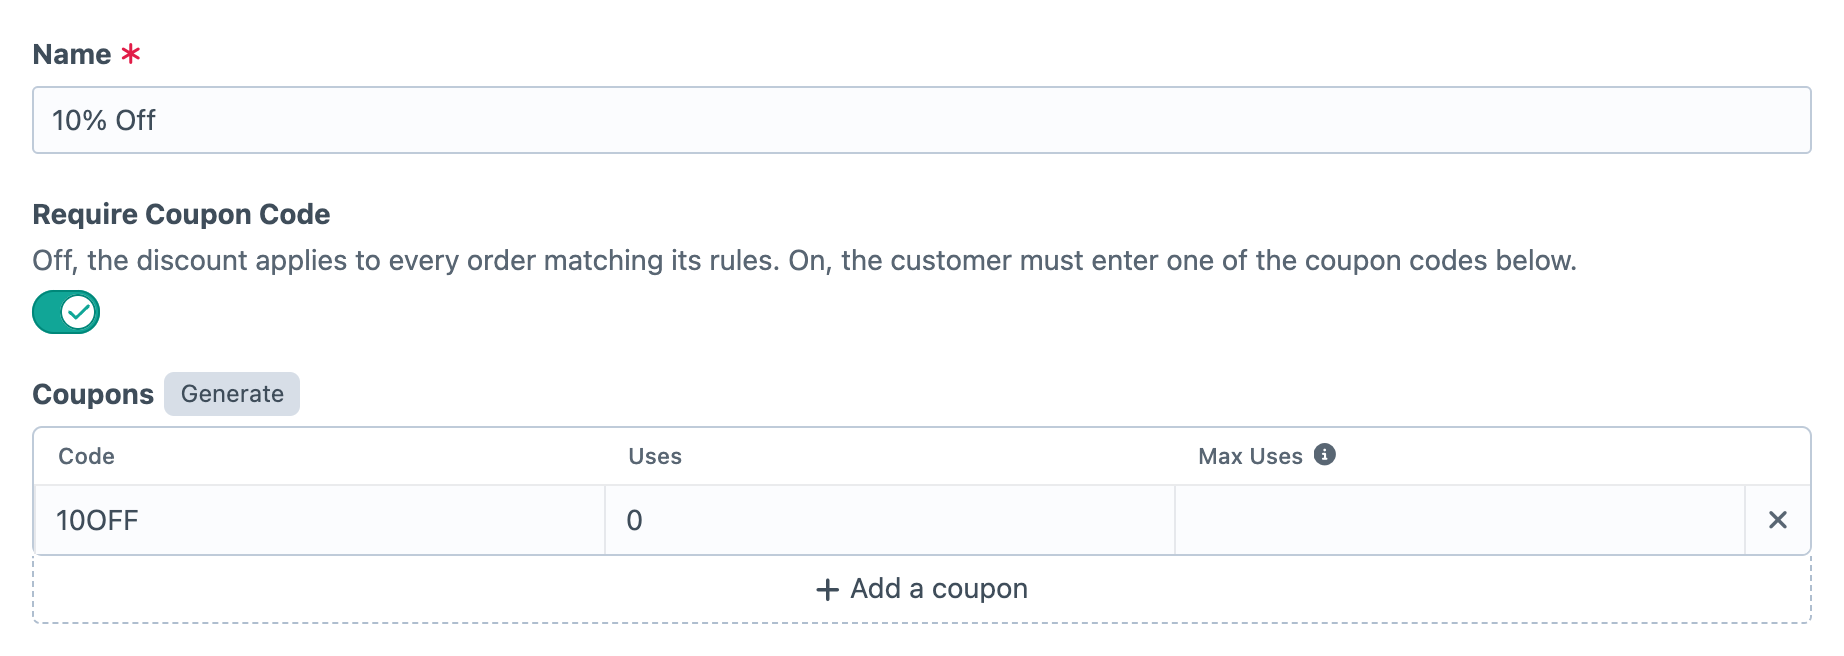 Name *
10% Off
Require Coupon Code
Off, the discount applies to every order matching its rules. On, the customer must enter one of the coupon codes below.
Coupons Generate
Code Uses Max Uses
10OFF 0
+ Add a coupon